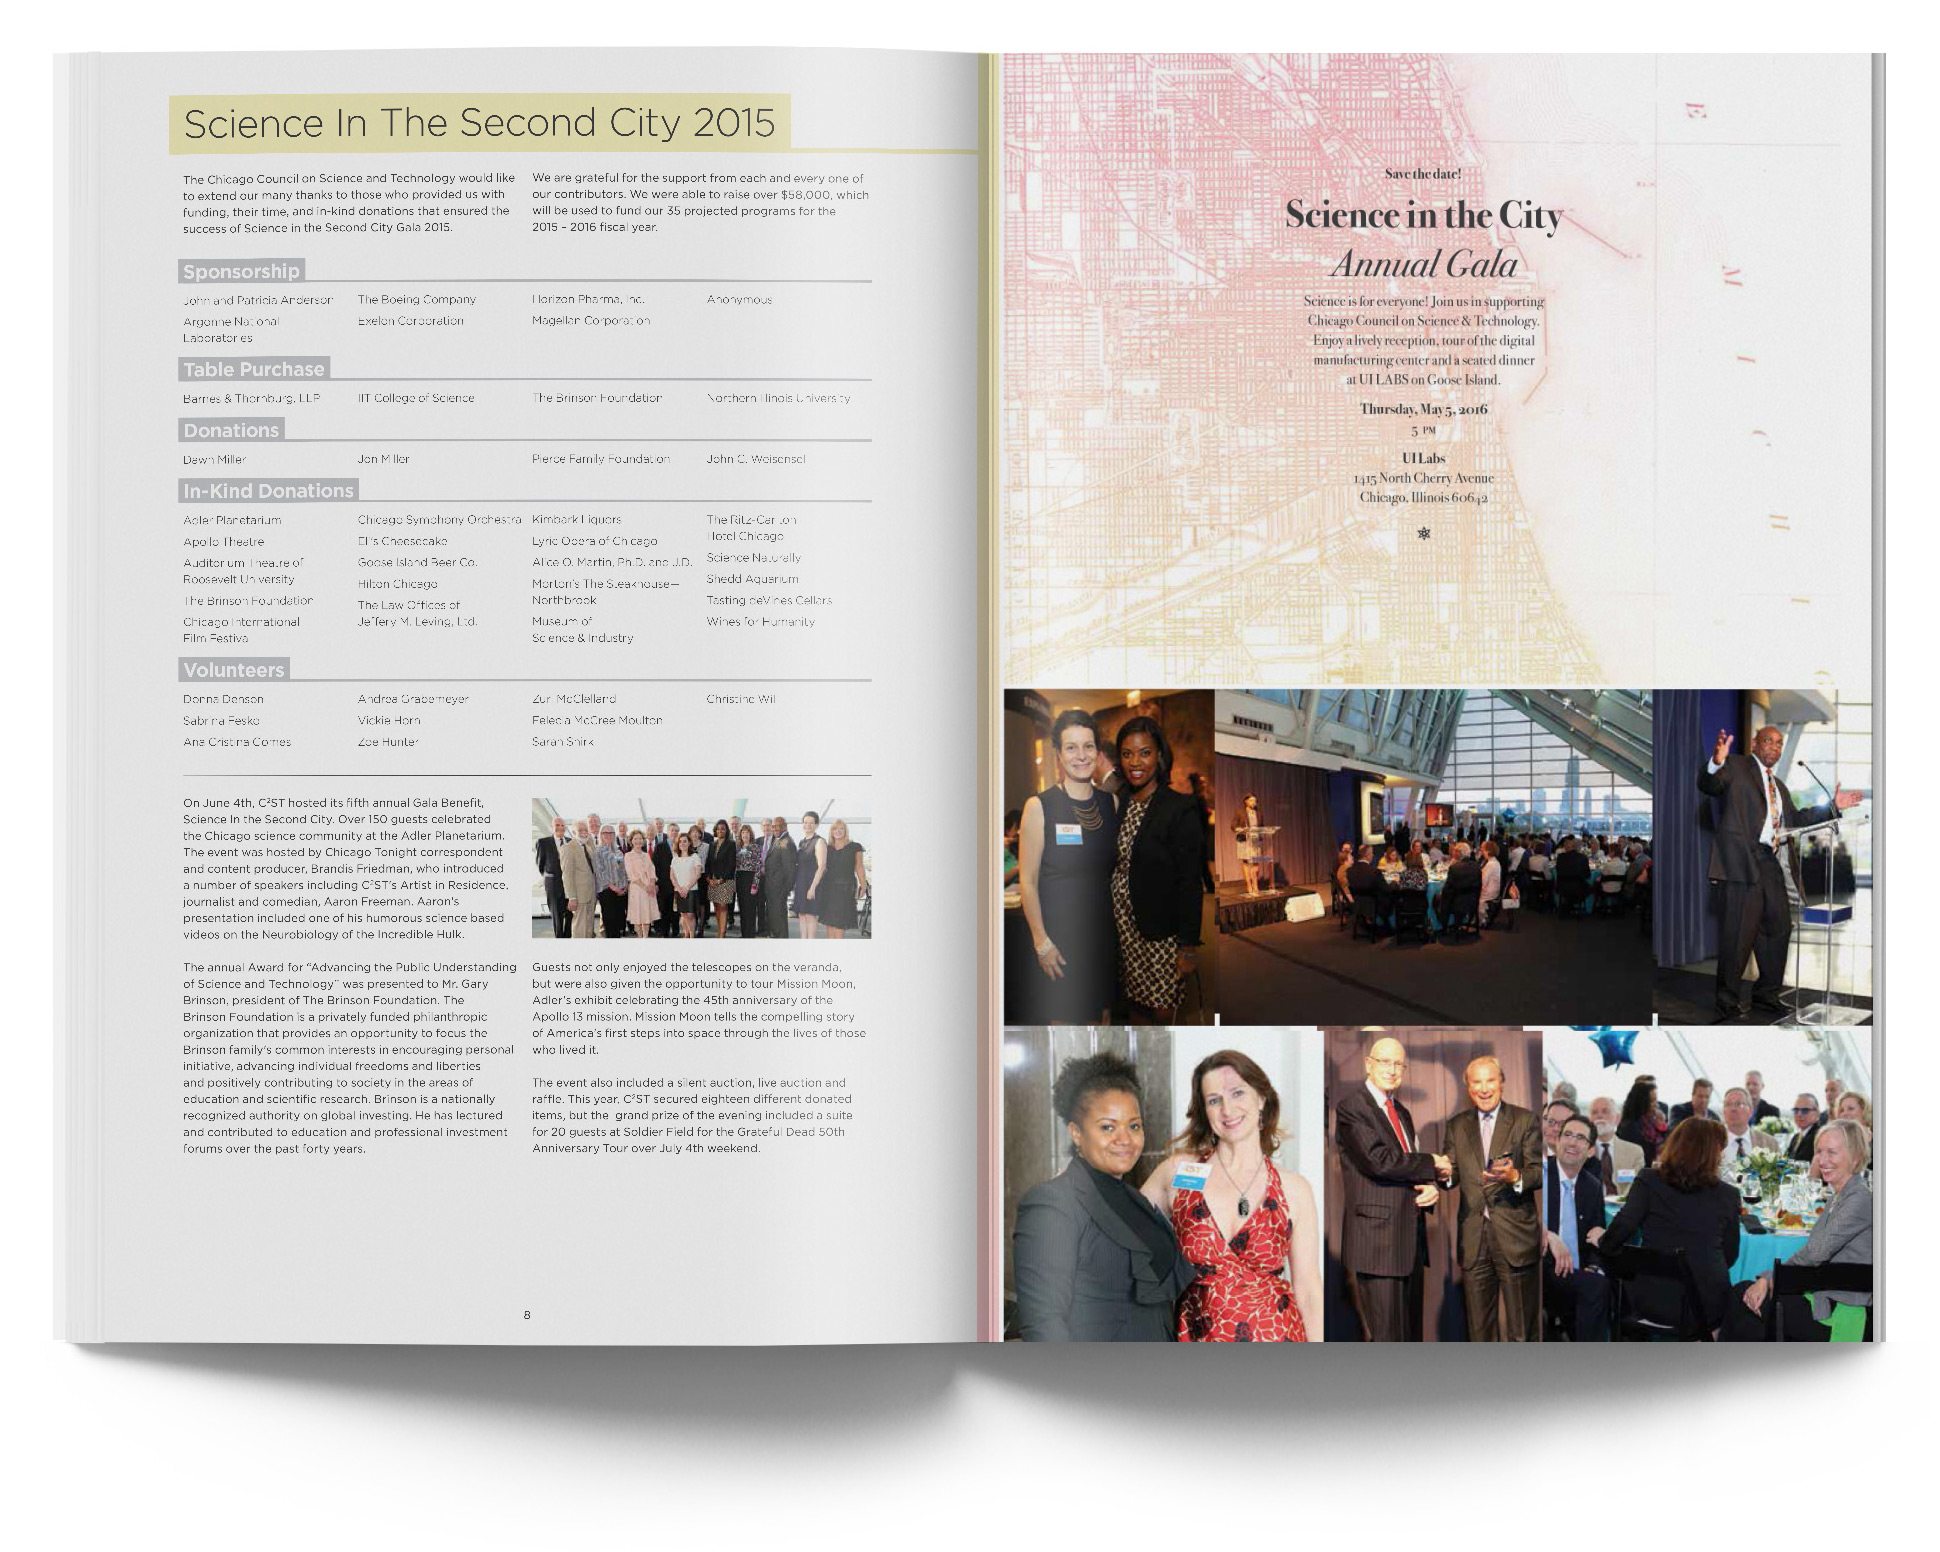 Science In The Second City 2015
The Chicago Council on Science and Technology would like
to extend our many thanks to those who provided us with
funding, their time, and in-kind donations that ensured the
success of Science in the Second City Gala 2015.
We are grateful for the support from each and every one of
our contributors. We were able to raise over $58,000, which
will be used to fund our 35 projected programs for the
2015 – 2016 fiscal year.
Sponsorship
John and Patricia Anderson
Argonne National
Laboratories
The Boeing Company
Exelon Corporation
Horizon Pharma, Inc.
Magellan Corporation
Anonymous
Table Purchase
Barnes & Thornburg, LLP
IIT College of Science
The Brinson Foundation
Northern Illinois University
Donations
Dawn Miller
Jon Miller
Pierce Family Foundation
John C. Weisensel
In-Kind Donations
Adler Planetarium
Apollo Theatre
Auditorium Theatre of
Roosevelt University
The Brinson Foundation
Chicago International
Film Festival
Chicago Symphony Orchestra
Eli's Cheesecake
Goose Island Beer Co.
Hilton Chicago
The Law Offices of
Jeffery M. Leving, Ltd.
Kimbark Liquors
Lyric Opera of Chicago
Alice O. Martin, Ph.D. and J.D.
Morton's The Steakhouse—
Northbrook
Museum of
Science & Industry
The Ritz-Carlton
Hotel Chicago
Science Naturally
Shedd Aquarium
Tasting deVines Cellars
Wines for Humanity
Volunteers
Donna Denson
Sabrina Fesko
Ana Cristina Gomes
Andrea Grabemeyer
Vickie Horn
Zoe Hunter
Zuri McClelland
Felecia McCree Moulton
Sarah Shirk
Christine Will
On June 4th, C²ST hosted its fifth annual Gala Benefit,
Science In the Second City. Over 150 guests celebrated
the Chicago science community at the Adler Planetarium.
The event was hosted by Chicago Tonight correspondent
and content producer, Brandis Friedman, who introduced
a number of speakers including C²ST's Artist in Residence,
journalist and comedian, Aaron Freeman. Aaron's
presentation included one of his humorous science based
videos on the Neurobiology of the Incredible Hulk.
The annual Award for "Advancing the Public Understanding
of Science and Technology" was presented to Mr. Gary
Brinson, president of The Brinson Foundation. The
Brinson Foundation is a privately funded philanthropic
organization that provides an opportunity to focus the
Brinson family's common interests in encouraging personal
initiative, advancing individual freedoms and liberties
and positively contributing to society in the areas of
education and scientific research. Brinson is a nationally
recognized authority on global investing. He has lectured
and contributed to education and professional investment
forums over the past forty years.
Guests not only enjoyed the telescopes on the veranda,
but were also given the opportunity to tour Mission Moon,
Adler's exhibit celebrating the 45th anniversary of the
Apollo 13 mission. Mission Moon tells the compelling story
of America's first steps into space through the lives of those
who lived it.
The event also included a silent auction, live auction and
raffle. This year, C²ST secured eighteen different donated
items, but the grand prize of the evening included a suite
for 20 guests at Soldier Field for the Grateful Dead 50th
Anniversary Tour over July 4th weekend.
8
Save the date!
Science in the City
Annual Gala
Science is for everyone! Join us in supporting
Chicago Council on Science & Technology.
Enjoy a lively reception, tour of the digital
manufacturing center and a seated dinner
at UI LABS on Goose Island.
Thursday, May 5, 2016
5 PM
UI Labs
1415 North Cherry Avenue
Chicago, Illinois 60642
E
M
I
C
H
I